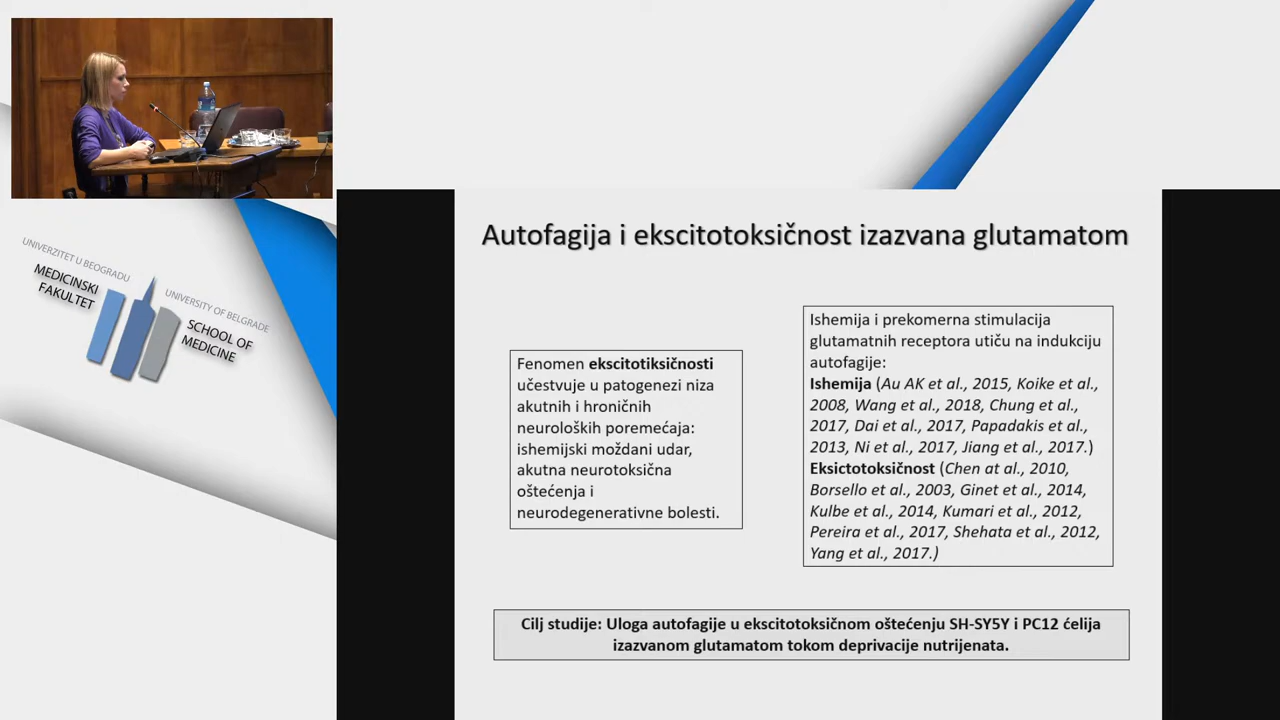 UNIVERZITET U BEOGRADU
MEDICINSKI
FAKULTET
UNIVERSITY OF BELGRADE
SCHOOL OF
MEDICINE
Autofagija i ekscitotoksičnost izazvana glutamatom
Fenomen ekscitotiksičnosti
učestvuje u patogenezi niza
akutnih i hroničnih
neuroloških poremećaja:
ishemijski moždani udar,
akutna neurotoksična
oštećenja i
neurodegenerativne bolesti.
Ishemija i prekomerna stimulacija
glutamatnih receptora utiču na indukciju
autofagije:
Ishemija (Au AK et al., 2015, Koike et al.,
2008, Wang et al., 2018, Chung et al.,
2017, Dai et al., 2017, Papadakis et al.,
2013, Ni et al., 2017, Jiang et al., 2017.)
Eksictotoksičnost (Chen at al., 2010,
Borsello et al., 2003, Ginet et al., 2014,
Kulbe et al., 2014, Kumari et al., 2012,
Pereira et al., 2017, Shehata et al., 2012,
Yang et al., 2017.)
Cilj studije: Uloga autofagije u ekscitotoksičnom oštećenju SH-SY5Y i PC12 ćelija
izazvanom glutamatom tokom deprivacije nutrijenata.